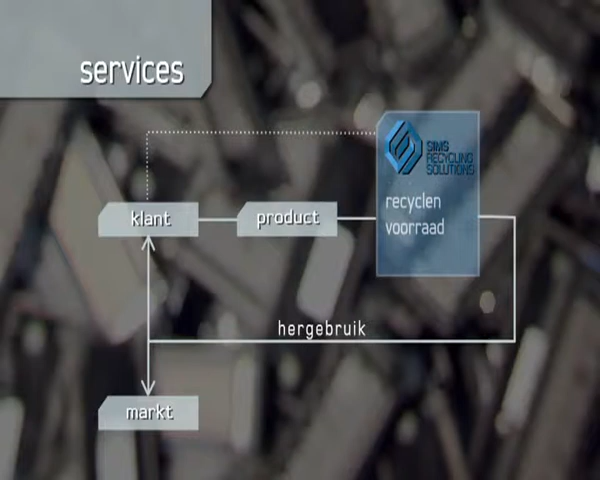 services
SIMS
RECYCLING
SOLUTIONS
recyclen
voorraad
klant
product
hergebruik
markt